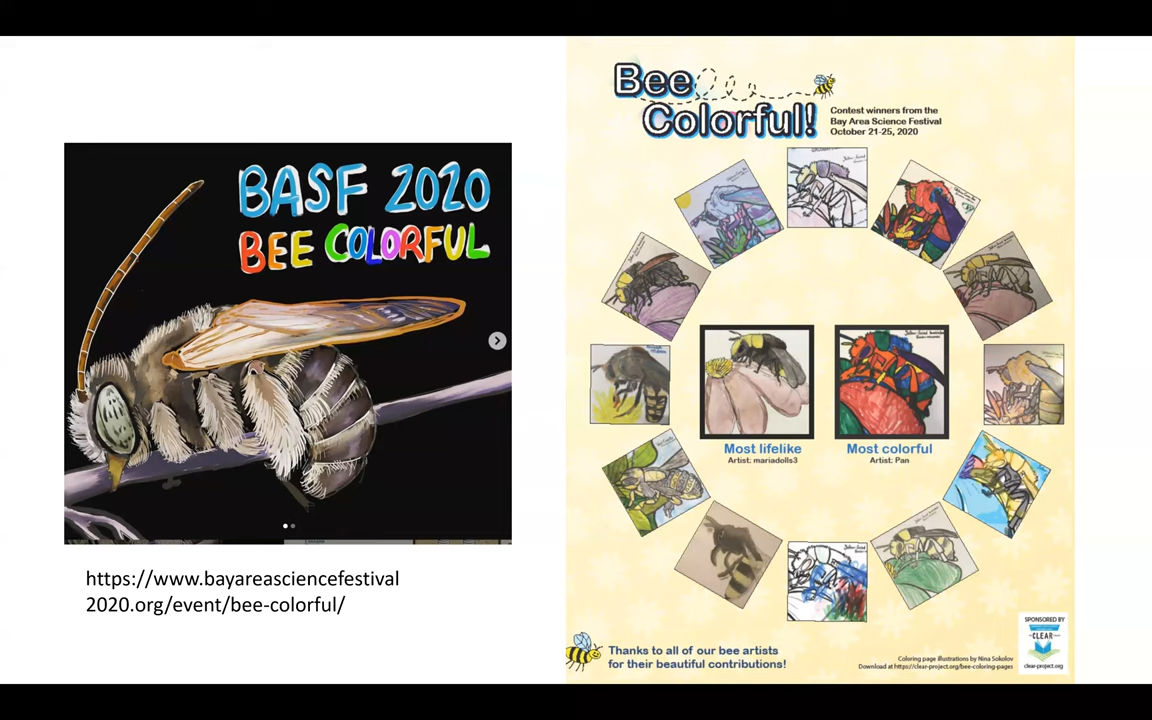 BASF 2020
BEE COLORFUL
https://www.bayareasciencefestival
2020.org/event/bee-colorful/
Bee
Colorful!
Contest winners from the
Bay Area Science Festival
October 21-25, 2020
Most lifelike
Artist: mariadolls3
Most colorful
Artist: Pan
Thanks to all of our bee artists
for their beautiful contributions!
Coloring page illustrations by Nina Sokolov
Download at https://clear-project.org/bee-coloring-pages
SPONSORED BY
CLEAR
clear-project.org